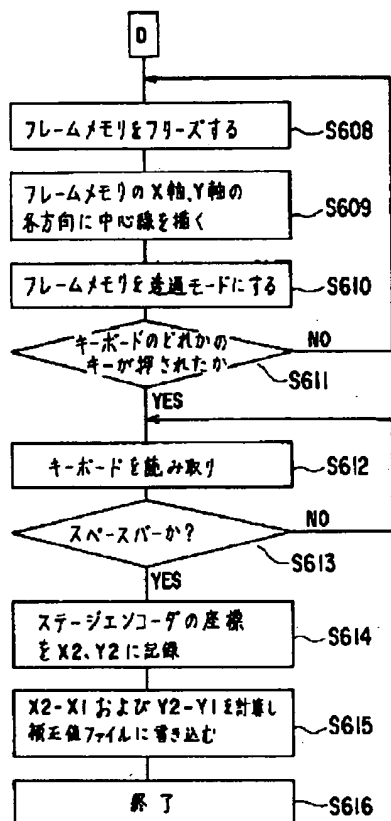 D
フレームメモリをフリーズする
S608
フレームメモリのX軸、Y軸の
各方向に中心線を描く
S609
フレームメモリを透過モードにする
S610
キーボードのどれかの
キーが押されたか
NO
S611
YES
キーボードを読み取り
S612
スペースバーか?
NO
S613
YES
ステージエンコーダの座標
をX2、Y2に記録
S614
X2-X1およびY2-Y1を計算し
補正値ファイルに書き込む
S615
終了
S616